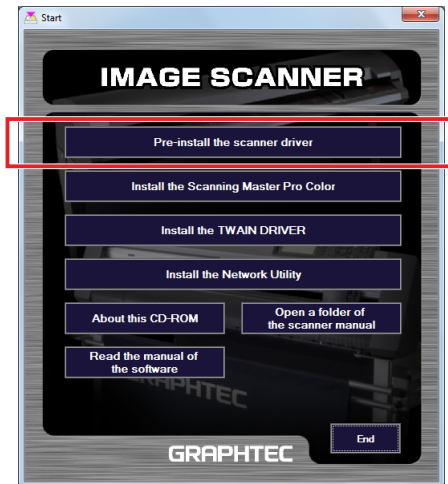 Start
IMAGE SCANNER
Pre-install the scanner driver
Install the Scanning Master Pro Color
Install the TWAIN DRIVER
Install the Network Utility
About this CD-ROM
Open a folder of
the scanner manual
Read the manual of
the software
GRAPHTEC
End
GRAPHTEC